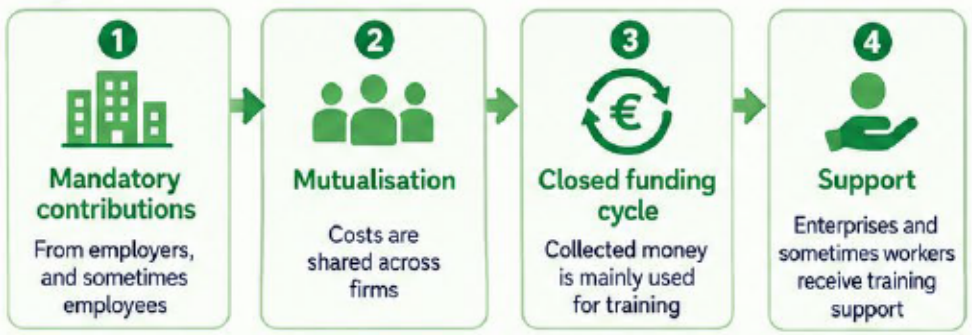 1
Mandatory
contributions
From employers,
and sometimes
employees
2
Mutualisation
Costs are
shared across
firms
3
€
Closed funding
cycle
Collected money
is mainly used
for training
4
Support
Enterprises and
sometimes workers
receive training
support